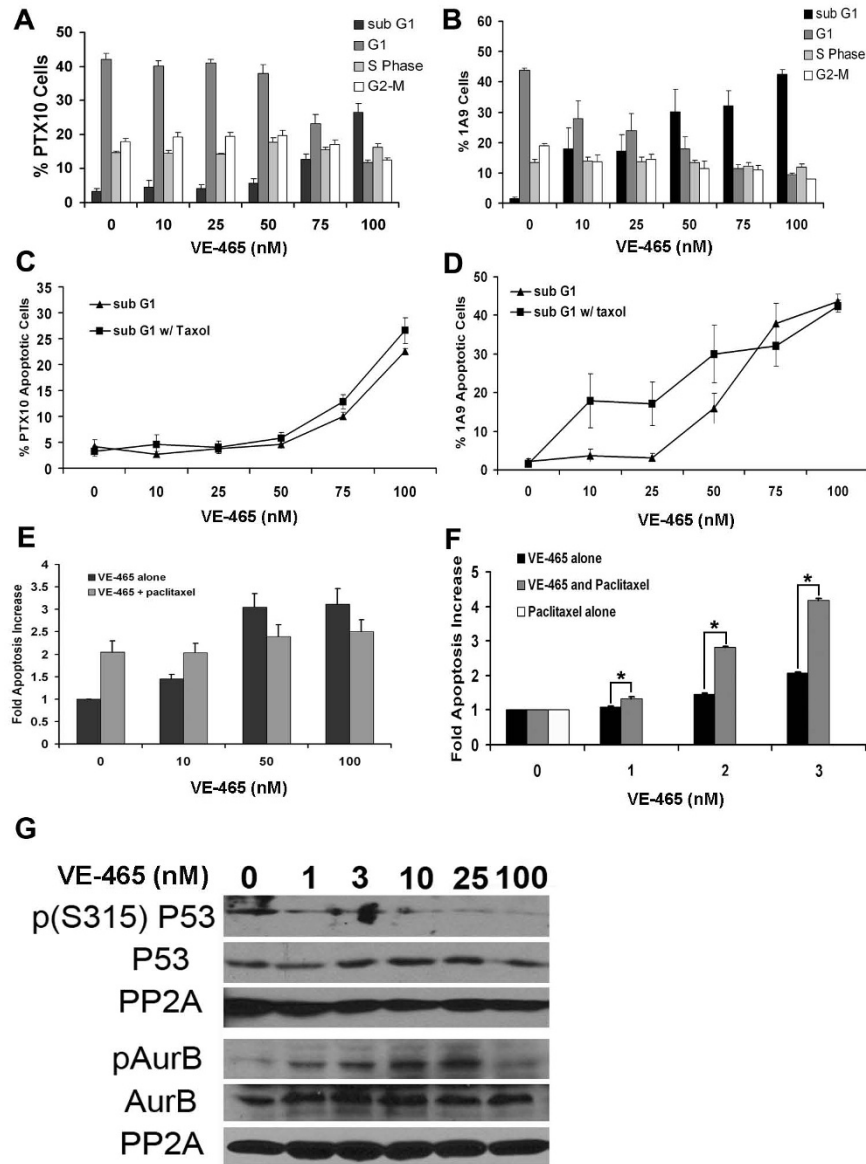 A
% PTX10 Cells
50
40
30
20
10
0
sub G1
G1
S Phase
G2-M
0 10 25 50 75 100
VE-465 (nM)
B
% 1A9 Cells
60
50
40
30
20
10
0
sub G1
G1
S Phase
G2-M
0 10 25 50 75 100
VE-465 (nM)
C
% PTX10 Apoptotic Cells
35
30
25
20
15
10
5
0
sub G1
sub G1 w/ Taxol
0 10 25 50 75 100
VE-465 (nM)
D
% 1A9 Apoptotic Cells
50
40
30
20
10
0
sub G1
sub G1 w/ taxol
0 10 25 50 75 100
VE-465 (nM)
E
Fold Apoptosis Increase
4
3.5
3
2.5
2
1.5
1
0.5
0
VE-465 alone
VE-465 + paclitaxel
0 10 50 100
VE-465 (nM)
F
Fold Apoptosis Increase
5
4
3
2
1
0
VE-465 alone
VE-465 and Paclitaxel
Paclitaxel alone
* * *
0 1 2 3
VE-465 (nM)
G
VE-465 (nM) 0 1 3 10 25 100
p(S315) P53
P53
PP2A
pAurB
AurB
PP2A